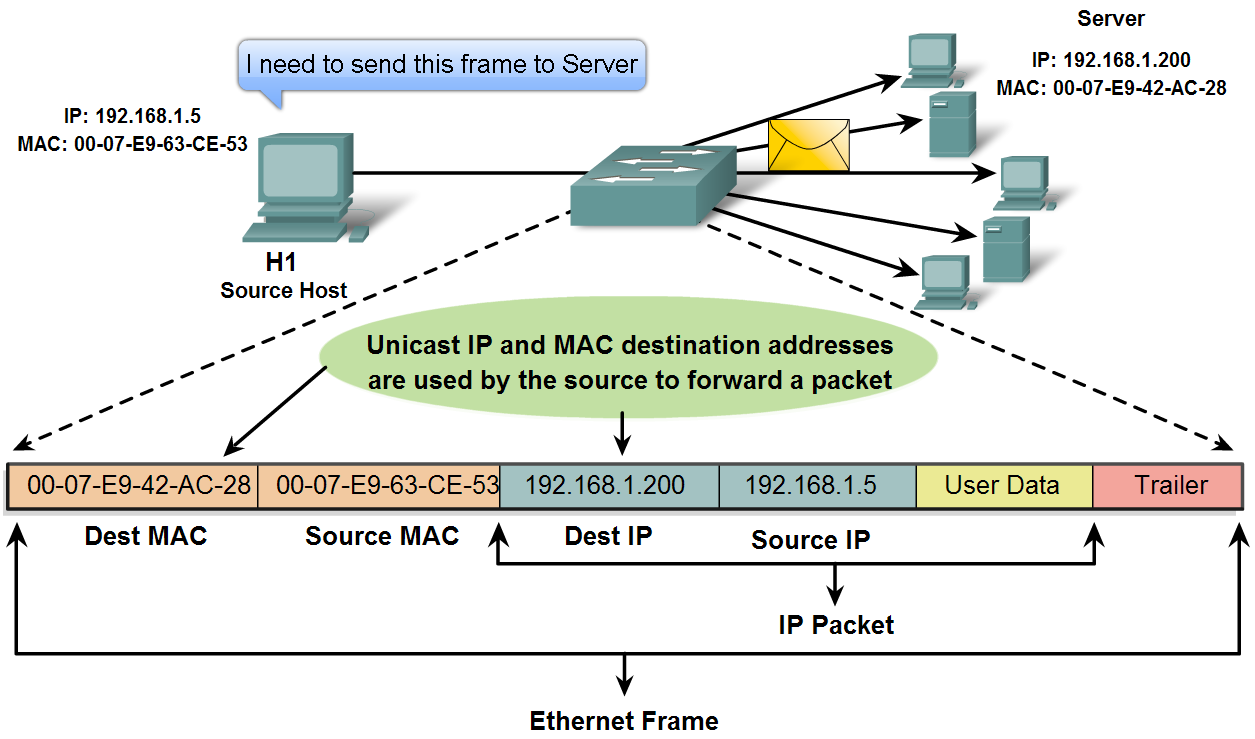 Server
I need to send this frame to Server
IP: 192.168.1.200
MAC: 00-07-E9-42-AC-28
IP: 192.168.1.5
MAC: 00-07-E9-63-CE-53
H1
Source Host
Unicast IP and MAC destination addresses
are used by the source to forward a packet
00-07-E9-42-AC-28 00-07-E9-63-CE-53 192.168.1.200 192.168.1.5 User Data Trailer
Dest MAC Source MAC Dest IP Source IP
IP Packet
Ethernet Frame